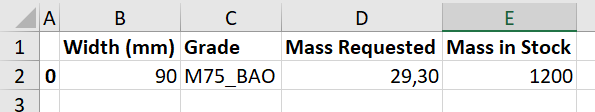 A B C D E
1 Width (mm) Grade Mass Requested Mass in Stock
2 0 90 M75_BAO 29,30 1200
3